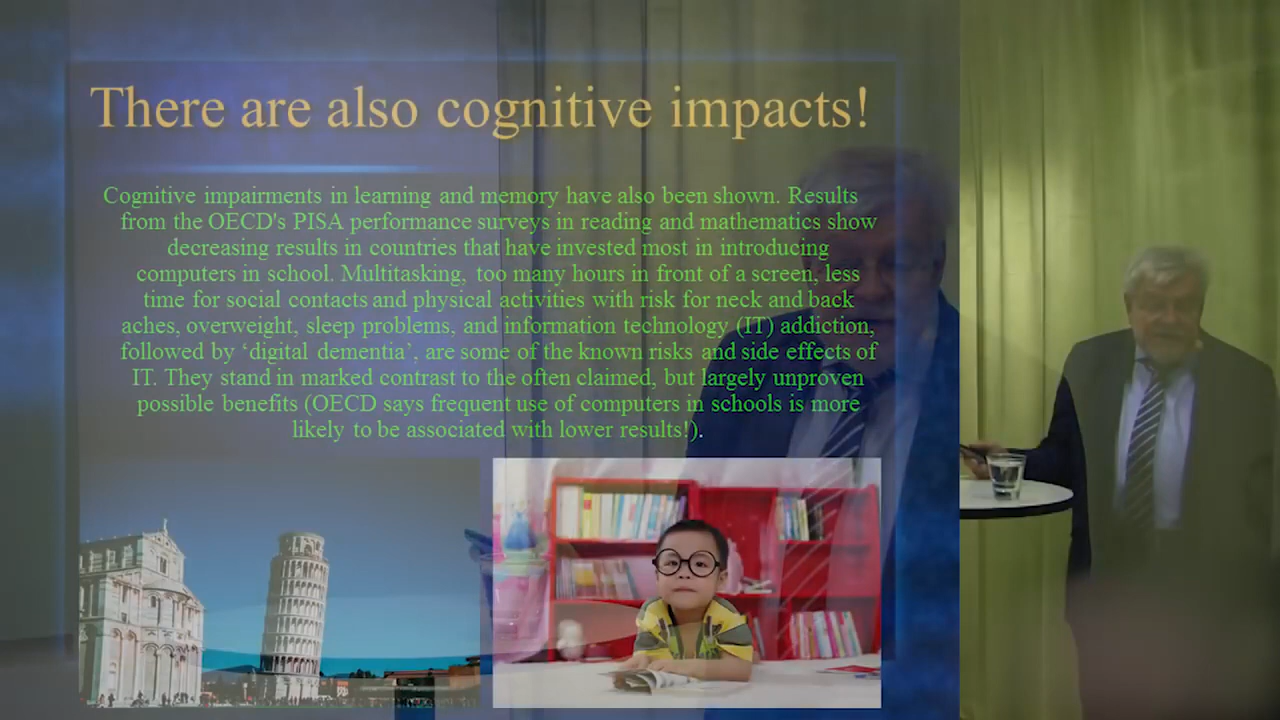 There are also cognitive impacts!
Cognitive impairments in learning and memory have also been shown. Results
from the OECD's PISA performance surveys in reading and mathematics show
decreasing results in countries that have invested most in introducing
computers in school. Multitasking, too many hours in front of a screen, less
time for social contacts and physical activities with risk for neck and back
aches, overweight, sleep problems, and information technology (IT) addiction,
followed by ‘digital dementia’, are some of the known risks and side effects of
IT. They stand in marked contrast to the often claimed, but largely unproven
possible benefits (OECD says frequent use of computers in schools is more
likely to be associated with lower results!).